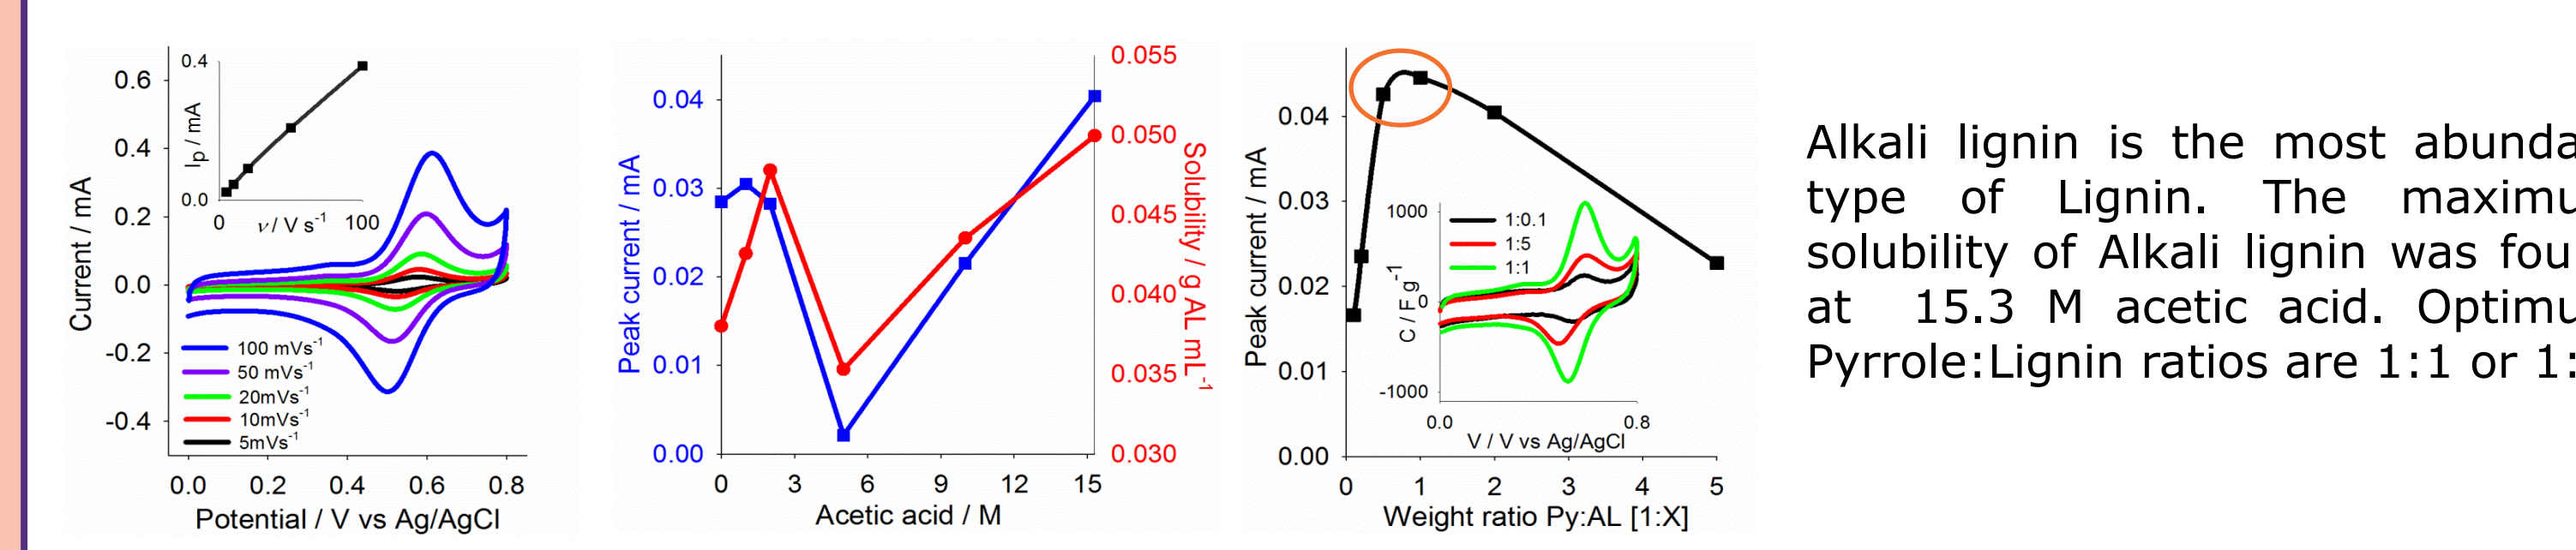 0.6
0.4
0.2
0.0
-0.2
-0.4
Current / mA
0.0 0.2 0.4 0.6 0.8
Potential / V vs Ag/AgCl
0.4
0.0
Ip / mA
0 ν / V s-1 100
100 mVs-1
50 mVs-1
20mVs-1
10mVs-1
5mVs-1
0.04
0.03
0.02
0.01
0.00
Peak current / mA
0 3 6 9 12 15
Acetic acid / M
0.055
0.050
0.045
0.040
0.035
0.030
Solubility / g AL mL-1
0.04
0.03
0.02
0.01
0.00
Peak current / mA
0 1 2 3 4 5
Weight ratio Py:AL [1:X]
1000
0
-1000
C / F g-1
1:0.1
1:5
1:1
0.0 0.8
V / V vs Ag/AgCl
Alkali lignin is the most abunda
type of Lignin. The maximu
solubility of Alkali lignin was fou
at 15.3 M acetic acid. Optimu
Pyrrole:Lignin ratios are 1:1 or 1: